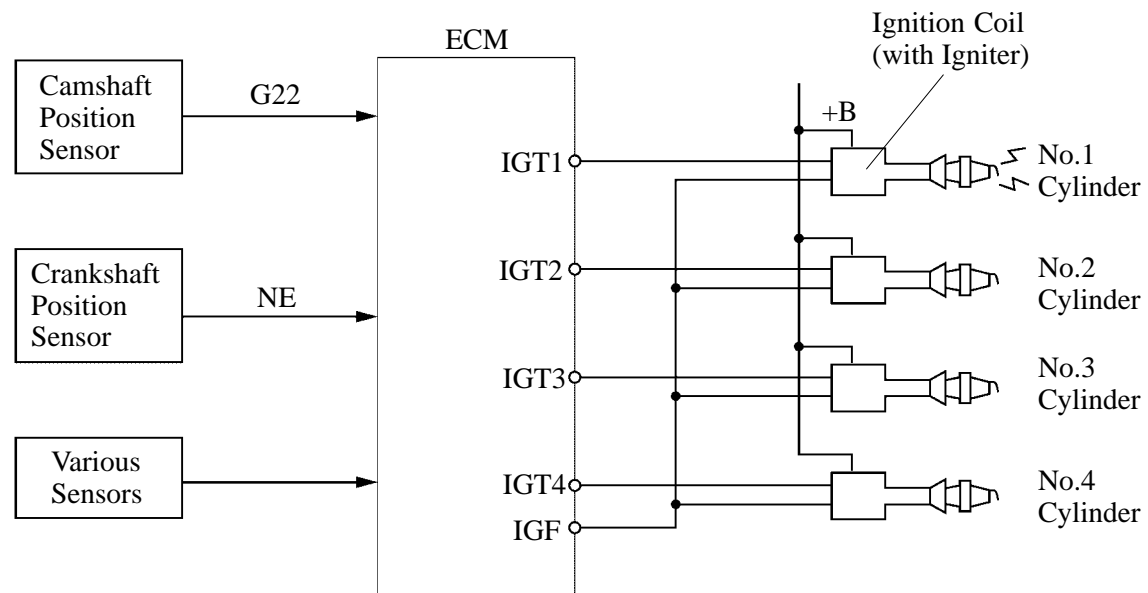 Ignition Coil
(with Igniter)
ECM
Camshaft
Position
Sensor
G22
+B
IGT1
No.1
Cylinder
Crankshaft
Position
Sensor
NE
IGT2
No.2
Cylinder
IGT3
No.3
Cylinder
Various
Sensors
IGT4
IGF
No.4
Cylinder